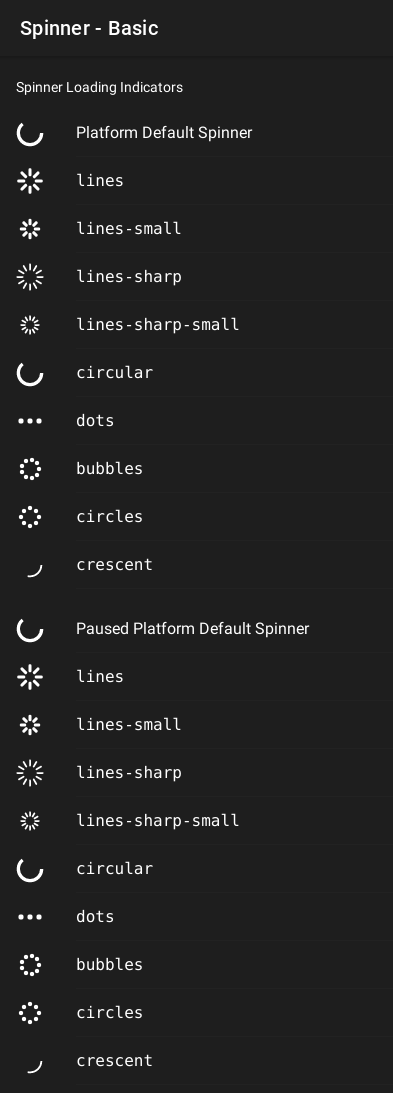 Spinner - Basic
Spinner Loading Indicators
Platform Default Spinner
lines
lines-small
lines-sharp
lines-sharp-small
circular
dots
bubbles
circles
crescent
Paused Platform Default Spinner
lines
lines-small
lines-sharp
lines-sharp-small
circular
dots
bubbles
circles
crescent